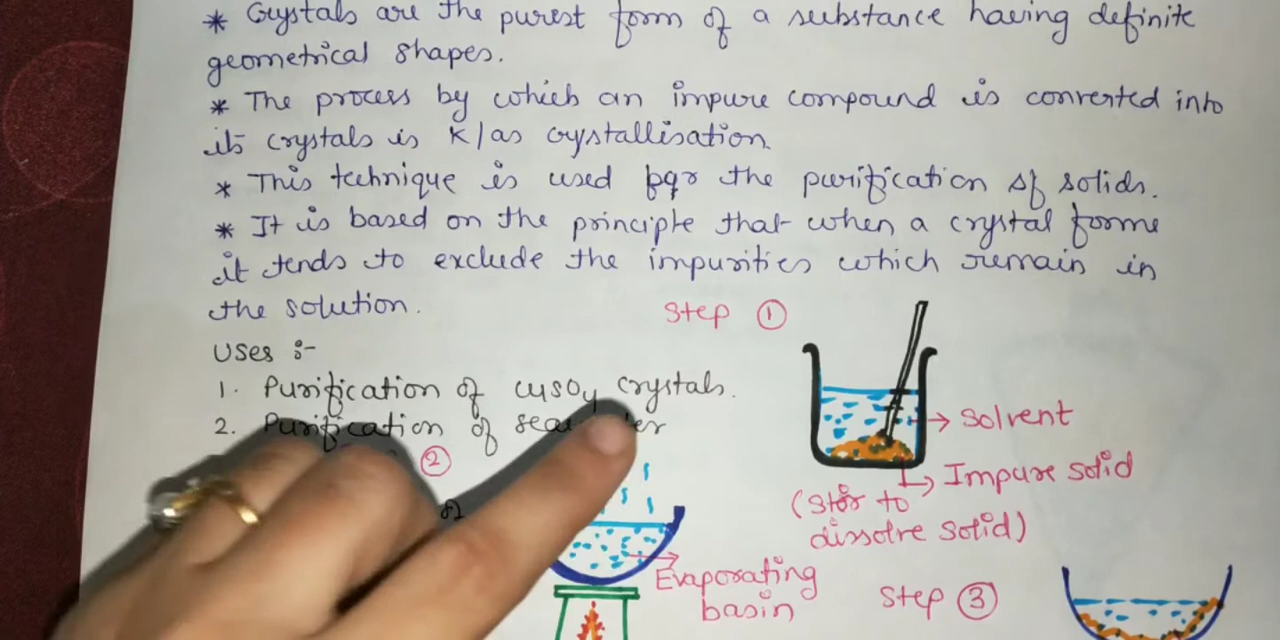 * Crystals are the purest form of a substance having definite
geometrical shapes.
* The process by which an impure compound is converted into
its crystals is K/as crystallisation.
* This technique is used for the purification of solids.
* It is based on the principle that when a crystal forms
it tends to exclude the impurities which remain in
the solution.
Uses :-
1. Purification of CuSO4 crystals.
2. Purification of
Step ①
Solvent
Impure solid
(Stir to
dissolve solid)
②
Evaporating
basin
Step ③